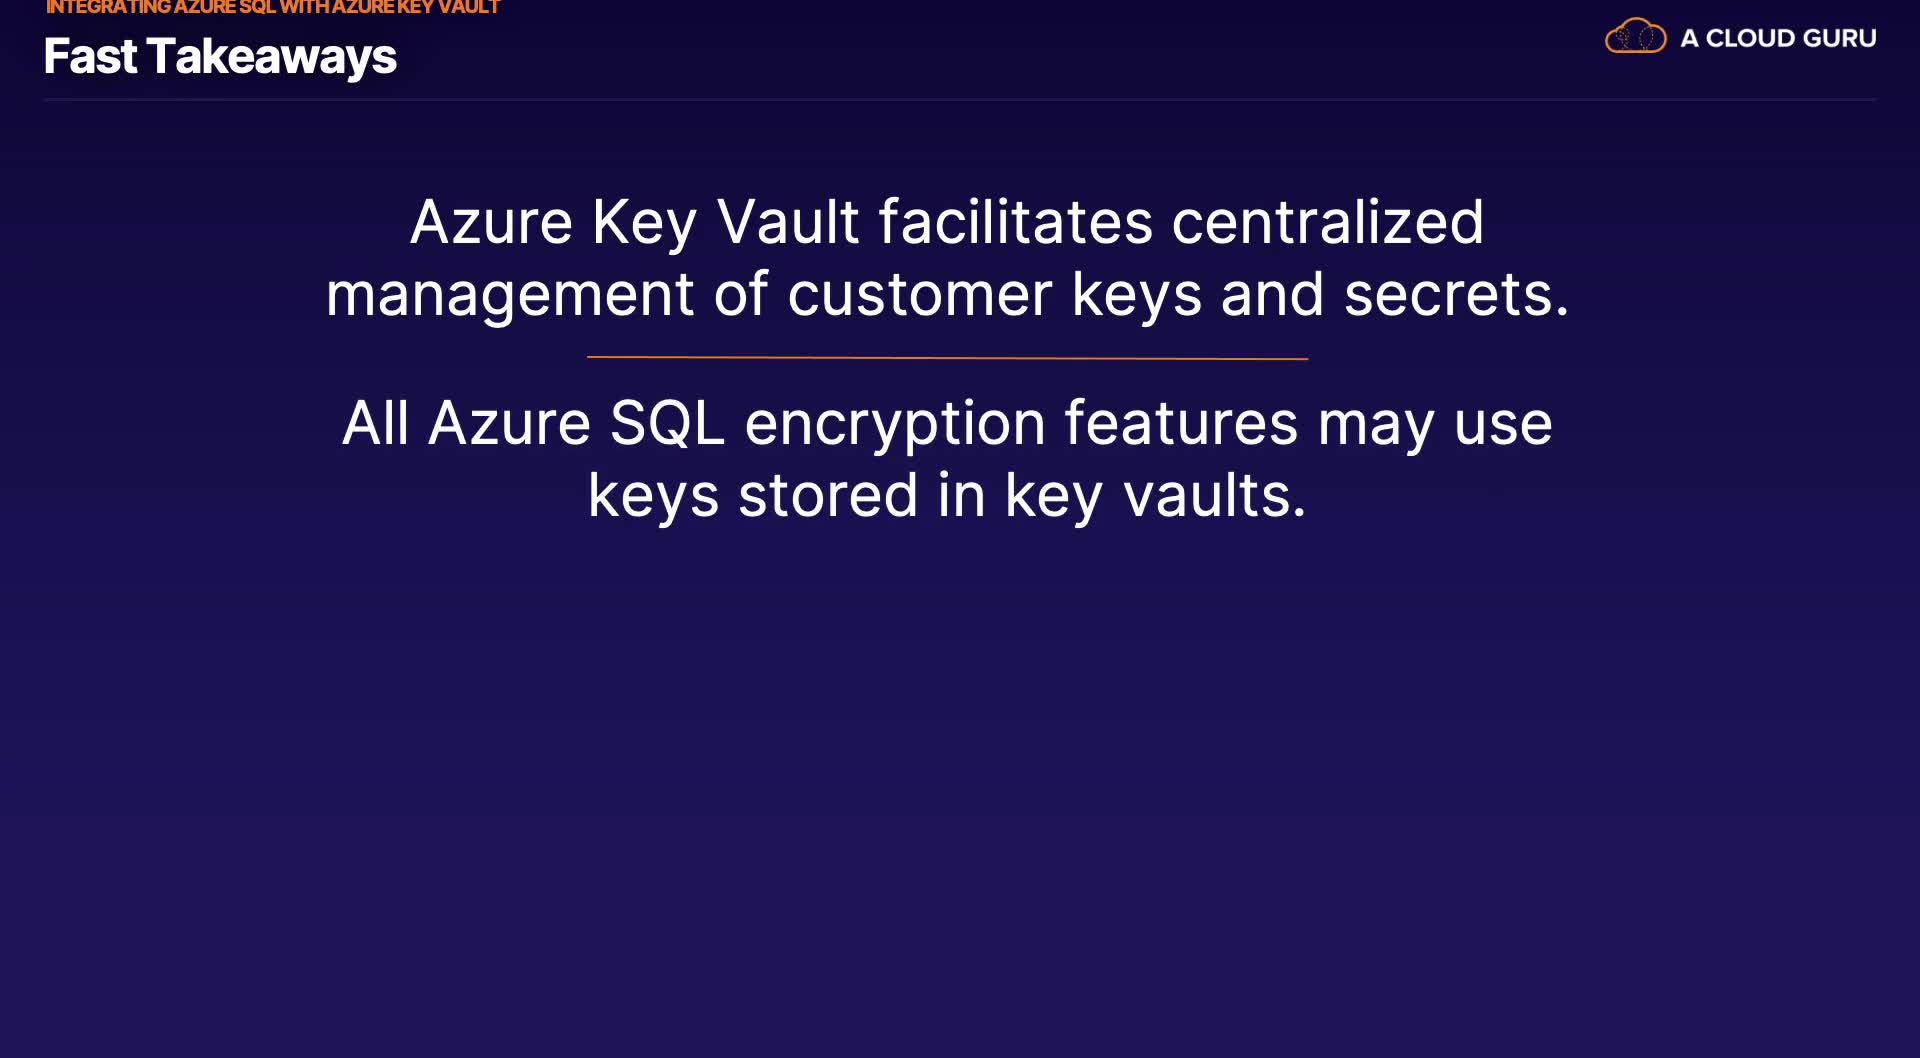 INTEGRATING AZURE SQL WITH AZURE KEY VAULT
Fast Takeaways
A CLOUD GURU
Azure Key Vault facilitates centralized
management of customer keys and secrets.
All Azure SQL encryption features may use
keys stored in key vaults.